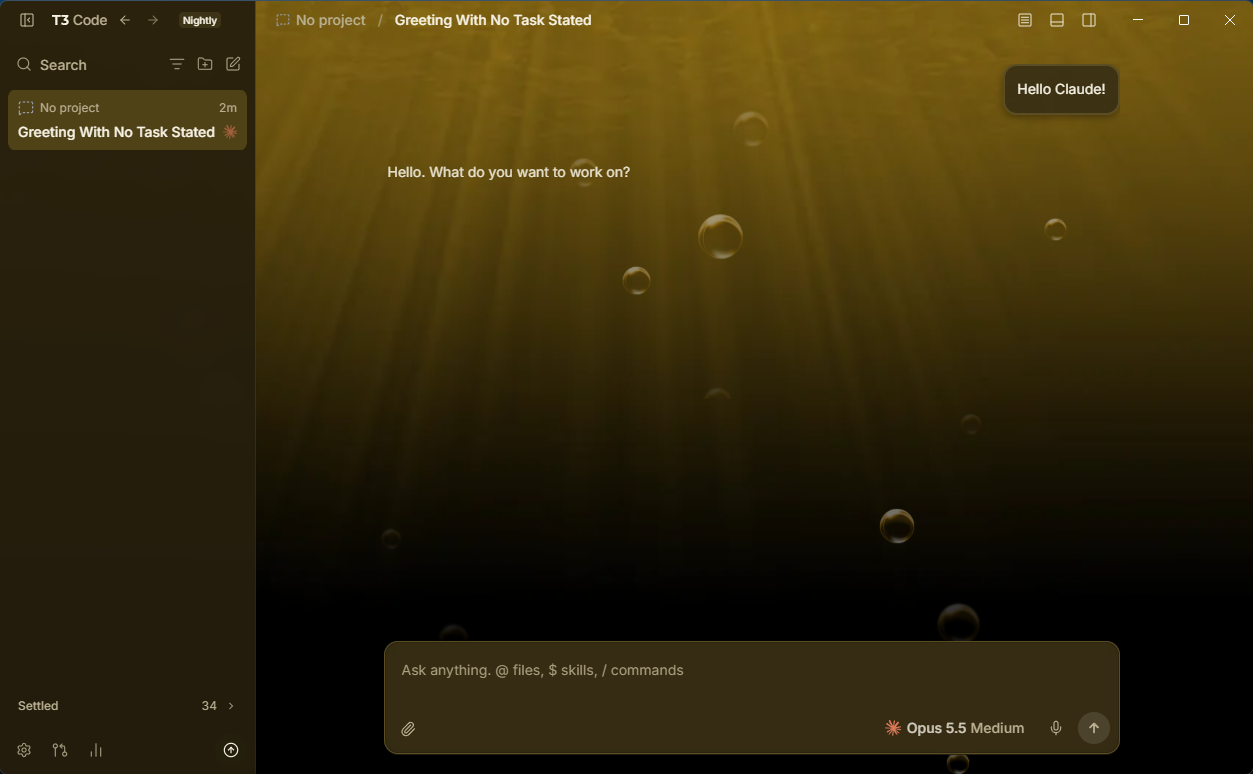 T3 Code
Nightly
No project / Greeting With No Task Stated
Search
No project
2m
Greeting With No Task Stated
Hello Claude!
Hello. What do you want to work on?
Ask anything. @ files, $ skills, / commands
Opus 5.5 Medium
Settled
34